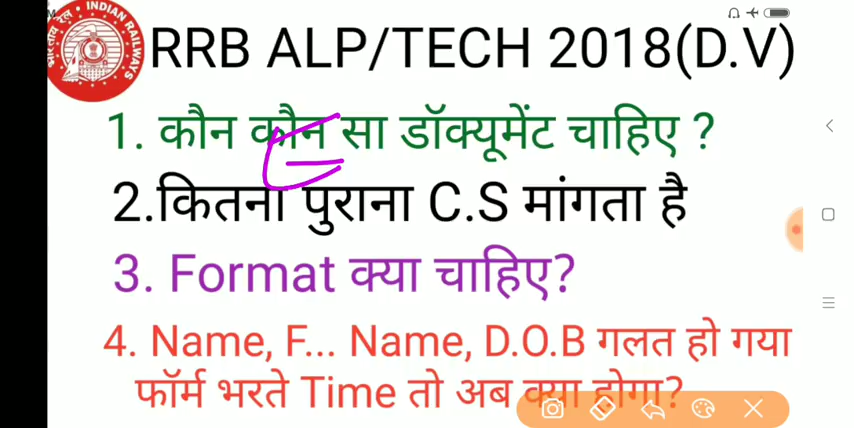 INDIAN RAILWAYS
भारतीय रेल
RRB ALP/TECH 2018(D.V)
1. कौन कौन सा डॉक्यूमेंट चाहिए ?
2.कितना पुराना C.S मांगता है
3. Format क्या चाहिए?
4. Name, F... Name, D.O.B गलत हो गया
फॉर्म भरते Time तो अब क्या होगा?